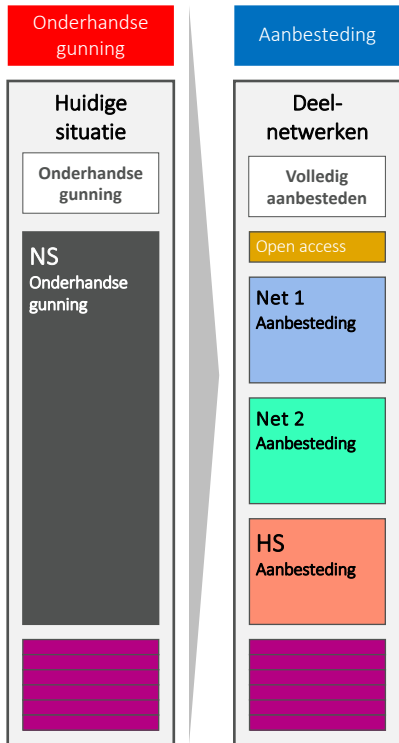 Onderhandse
gunning
Aanbesteding
Huidige
situatie
Onderhandse
gunning
NS
Onderhandse
gunning
Deel-
netwerken
Volledig
aanbesteden
Open access
Net 1
Aanbesteding
Net 2
Aanbesteding
HS
Aanbesteding